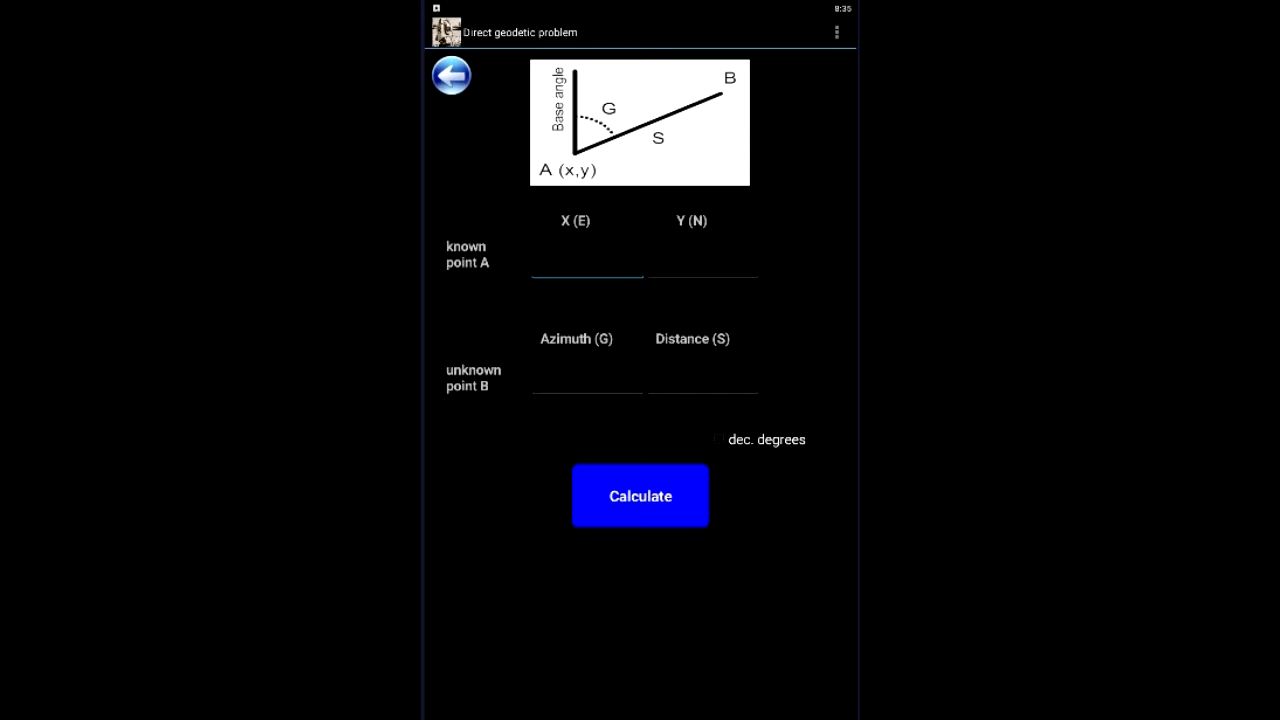 8:35
Direct geodetic problem
Base angle
B
G
S
A (x,y)
X (E) Y (N)
known
point A
Azimuth (G) Distance (S)
unknown
point B
dec. degrees
Calculate